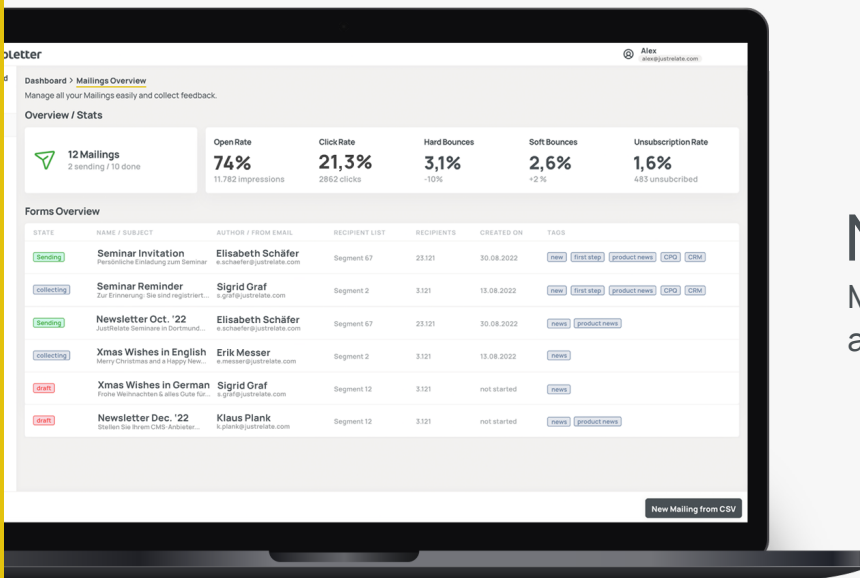 letter
Alex
alex@justrelate.com
d
Dashboard > Mailings Overview
Manage all your Mailings easily and collect feedback.
Overview / Stats
12 Mailings
2 sending / 10 done
Open Rate Click Rate Hard Bounces Soft Bounces Unsubscription Rate
74% 21,3% 3,1% 2,6% 1,6%
11.782 impressions 2862 clicks -10% +2 % 483 unsubcribed
Forms Overview
STATE NAME / SUBJECT AUTHOR / FROM EMAIL RECIPIENT LIST RECIPIENTS CREATED ON TAGS
Sending Seminar Invitation Elisabeth Schäfer Segment 67 23.121 30.08.2022 new first step product news CPQ CRM
Persönliche Einledung zum Seminar e.schaefer@justrelate.com
collecting Seminar Reminder Sigrid Graf Segment 2 3.121 13.08.2022 new first step product news CPQ CRM
Zur Erinnerung: Sie sind registriert... s.graf@justrelate.com
Sending Newsletter Oct. '22 Elisabeth Schäfer Segment 67 23.121 30.08.2022 news product news
JustRelate Seminare in Dortmund... e.schaefer@justrelate.com
collecting Xmas Wishes in English Erik Messer Segment 2 3.121 13.08.2022 news
Merry Christmas and a Happy New... e.messer@justrelate.com
draft Xmas Wishes in German Sigrid Graf Segment 12 3.121 not started news
Frohe Weihnachten & alles Gute für... s.graf@justrelate.com
draft Newsletter Dec. '22 Klaus Plank Segment 12 3.121 not started news product news
Stellen Sie Ihrem CMS-Anbieter... k.plank@justrelate.com
New Mailing from CSV